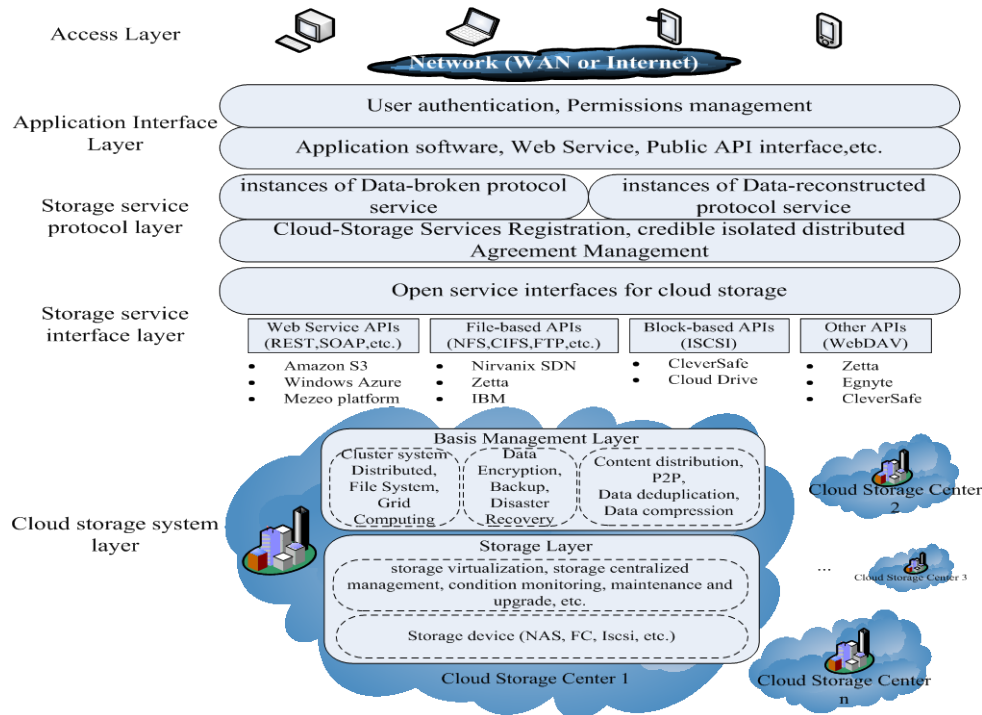 Access Layer
Network (WAN or Internet)
Application Interface
Layer
User authentication, Permissions management
Application software, Web Service, Public API interface,etc.
Storage service
protocol layer
instances of Data-broken protocol
service
instances of Data-reconstructed
protocol service
Cloud-Storage Services Registration, credible isolated distributed
Agreement Management
Storage service
interface layer
Open service interfaces for cloud storage
Web Service APIs
(REST,SOAP,etc.)
• Amazon S3
• Windows Azure
• Mezeo platform
File-based APIs
(NFS,CIFS,FTP,etc.)
• Nirvanix SDN
• Zetta
• IBM
Block-based APIs
(ISCSI)
• CleverSafe
• Cloud Drive
Other APIs
(WebDAV)
• Zetta
• Egnyte
• CleverSafe
Cloud storage system
layer
Basis Management Layer
Cluster system
Distributed,
File System,
Grid
Computing
Data
Encryption,
Backup,
Disaster
Recovery
Content distribution,
P2P,
Data deduplication,
Data compression
Storage Layer
storage virtualization, storage centralized
management, condition monitoring, maintenance and
upgrade, etc.
Storage device (NAS, FC, Iscsi, etc.)
Cloud Storage Center 1
Cloud Storage Center
2
...
Cloud Storage Center 3
Cloud Storage Center
n